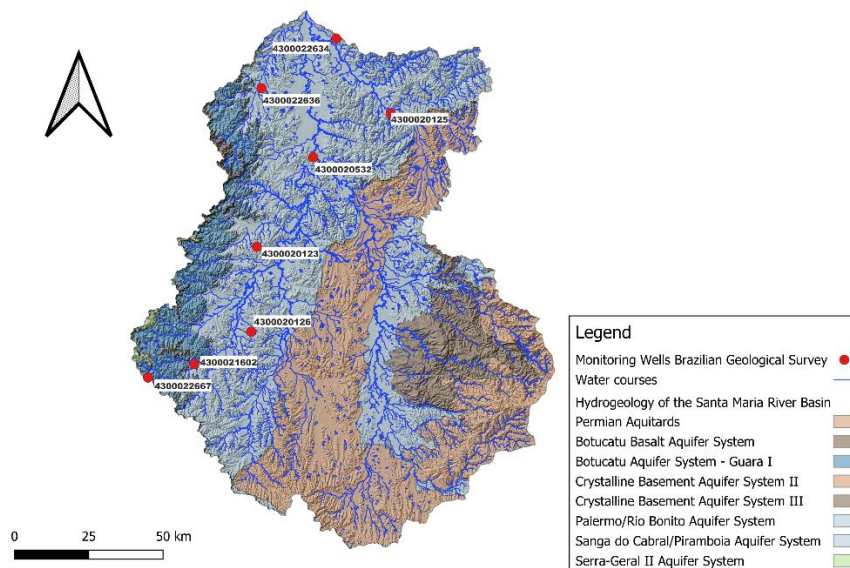 4300022634
4300022636
4300020125
4300020532
4300020123
4300020126
4300021602
4300022667
0 25 50 km
Legend
Monitoring Wells Brazilian Geological Survey
Water courses
Hydrogeology of the Santa Maria River Basin
Permian Aquitards
Botucatu Basalt Aquifer System
Botucatu Aquifer System - Guara I
Crystalline Basement Aquifer System II
Crystalline Basement Aquifer System III
Palermo/Rio Bonito Aquifer System
Sanga do Cabral/Piramboia Aquifer System
Serra-Geral II Aquifer System